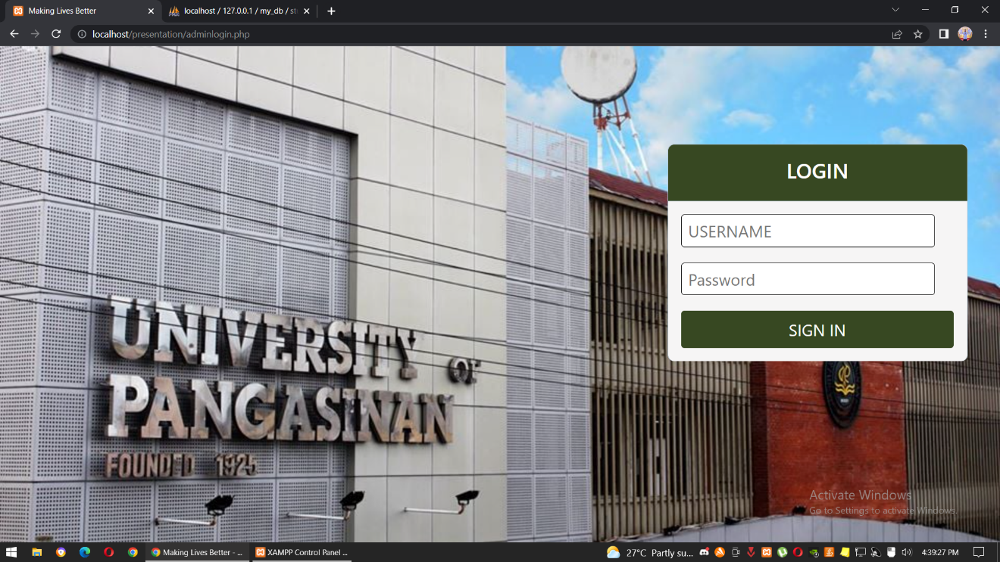 Making Lives Better
localhost / 127.0.0.1 / my_db / st
localhost/presentation/adminlogin.php
LOGIN
USERNAME
Password
SIGN IN
UNIVERSITY OF
PANGASINAN
FOUNDED 1925
Activate Windows
Go to Settings to activate Windows.
Making Lives Better - ...
XAMPP Control Panel ...
27°C Partly su...
4:39:27 PM